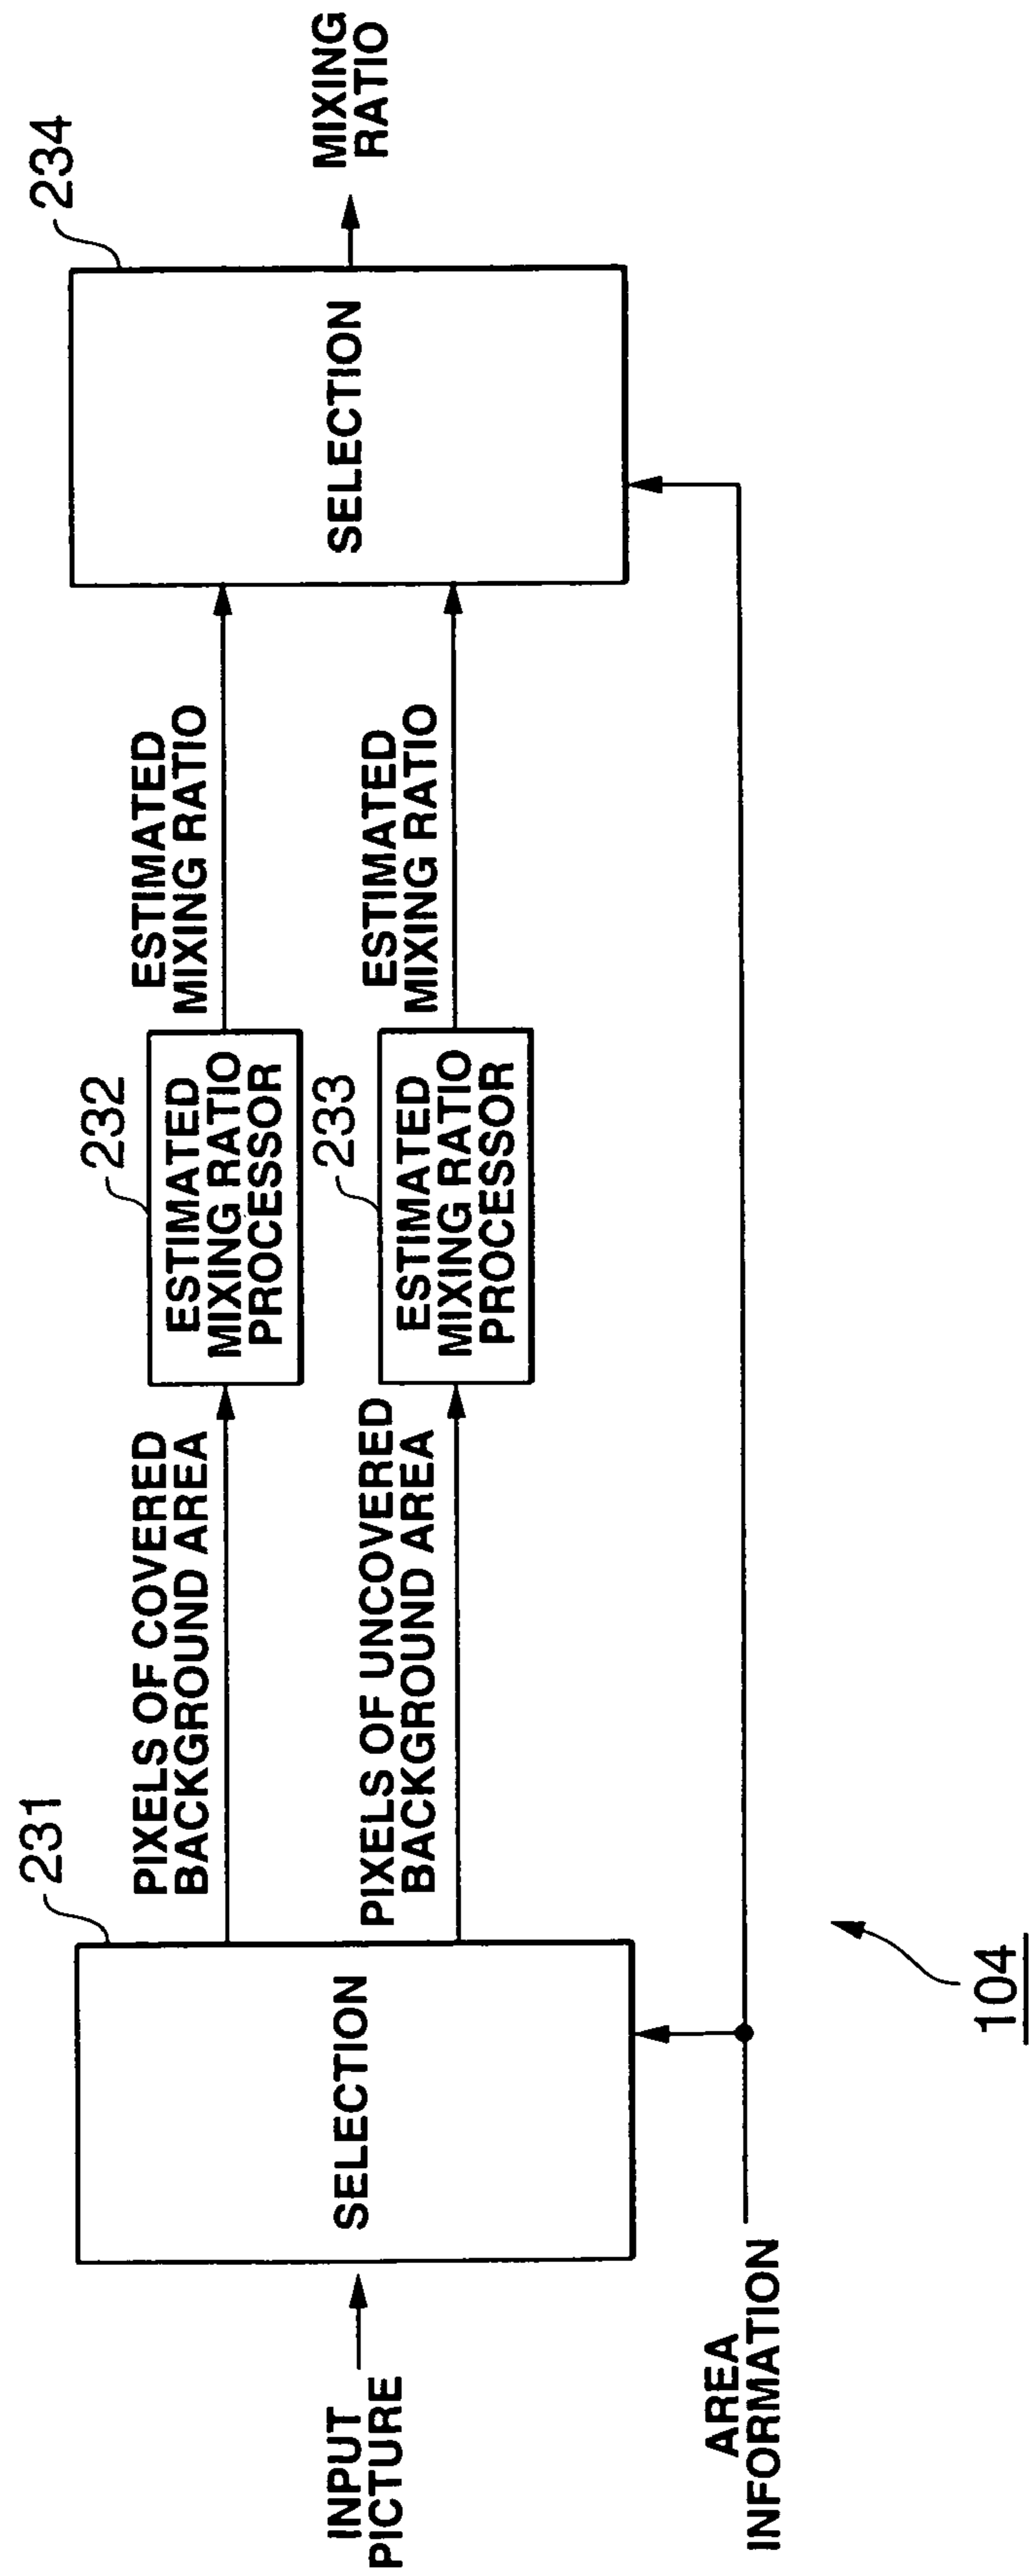 INPUT
PICTURE
AREA
INFORMATION
SELECTION
231
PIXELS OF COVERED
BACKGROUND AREA
PIXELS OF UNCOVERED
BACKGROUND AREA
232
ESTIMATED
MIXING RATIO
PROCESSOR
233
ESTIMATED
MIXING RATIO
PROCESSOR
ESTIMATED
MIXING RATIO
ESTIMATED
MIXING RATIO
234
SELECTION
MIXING
RATIO
104